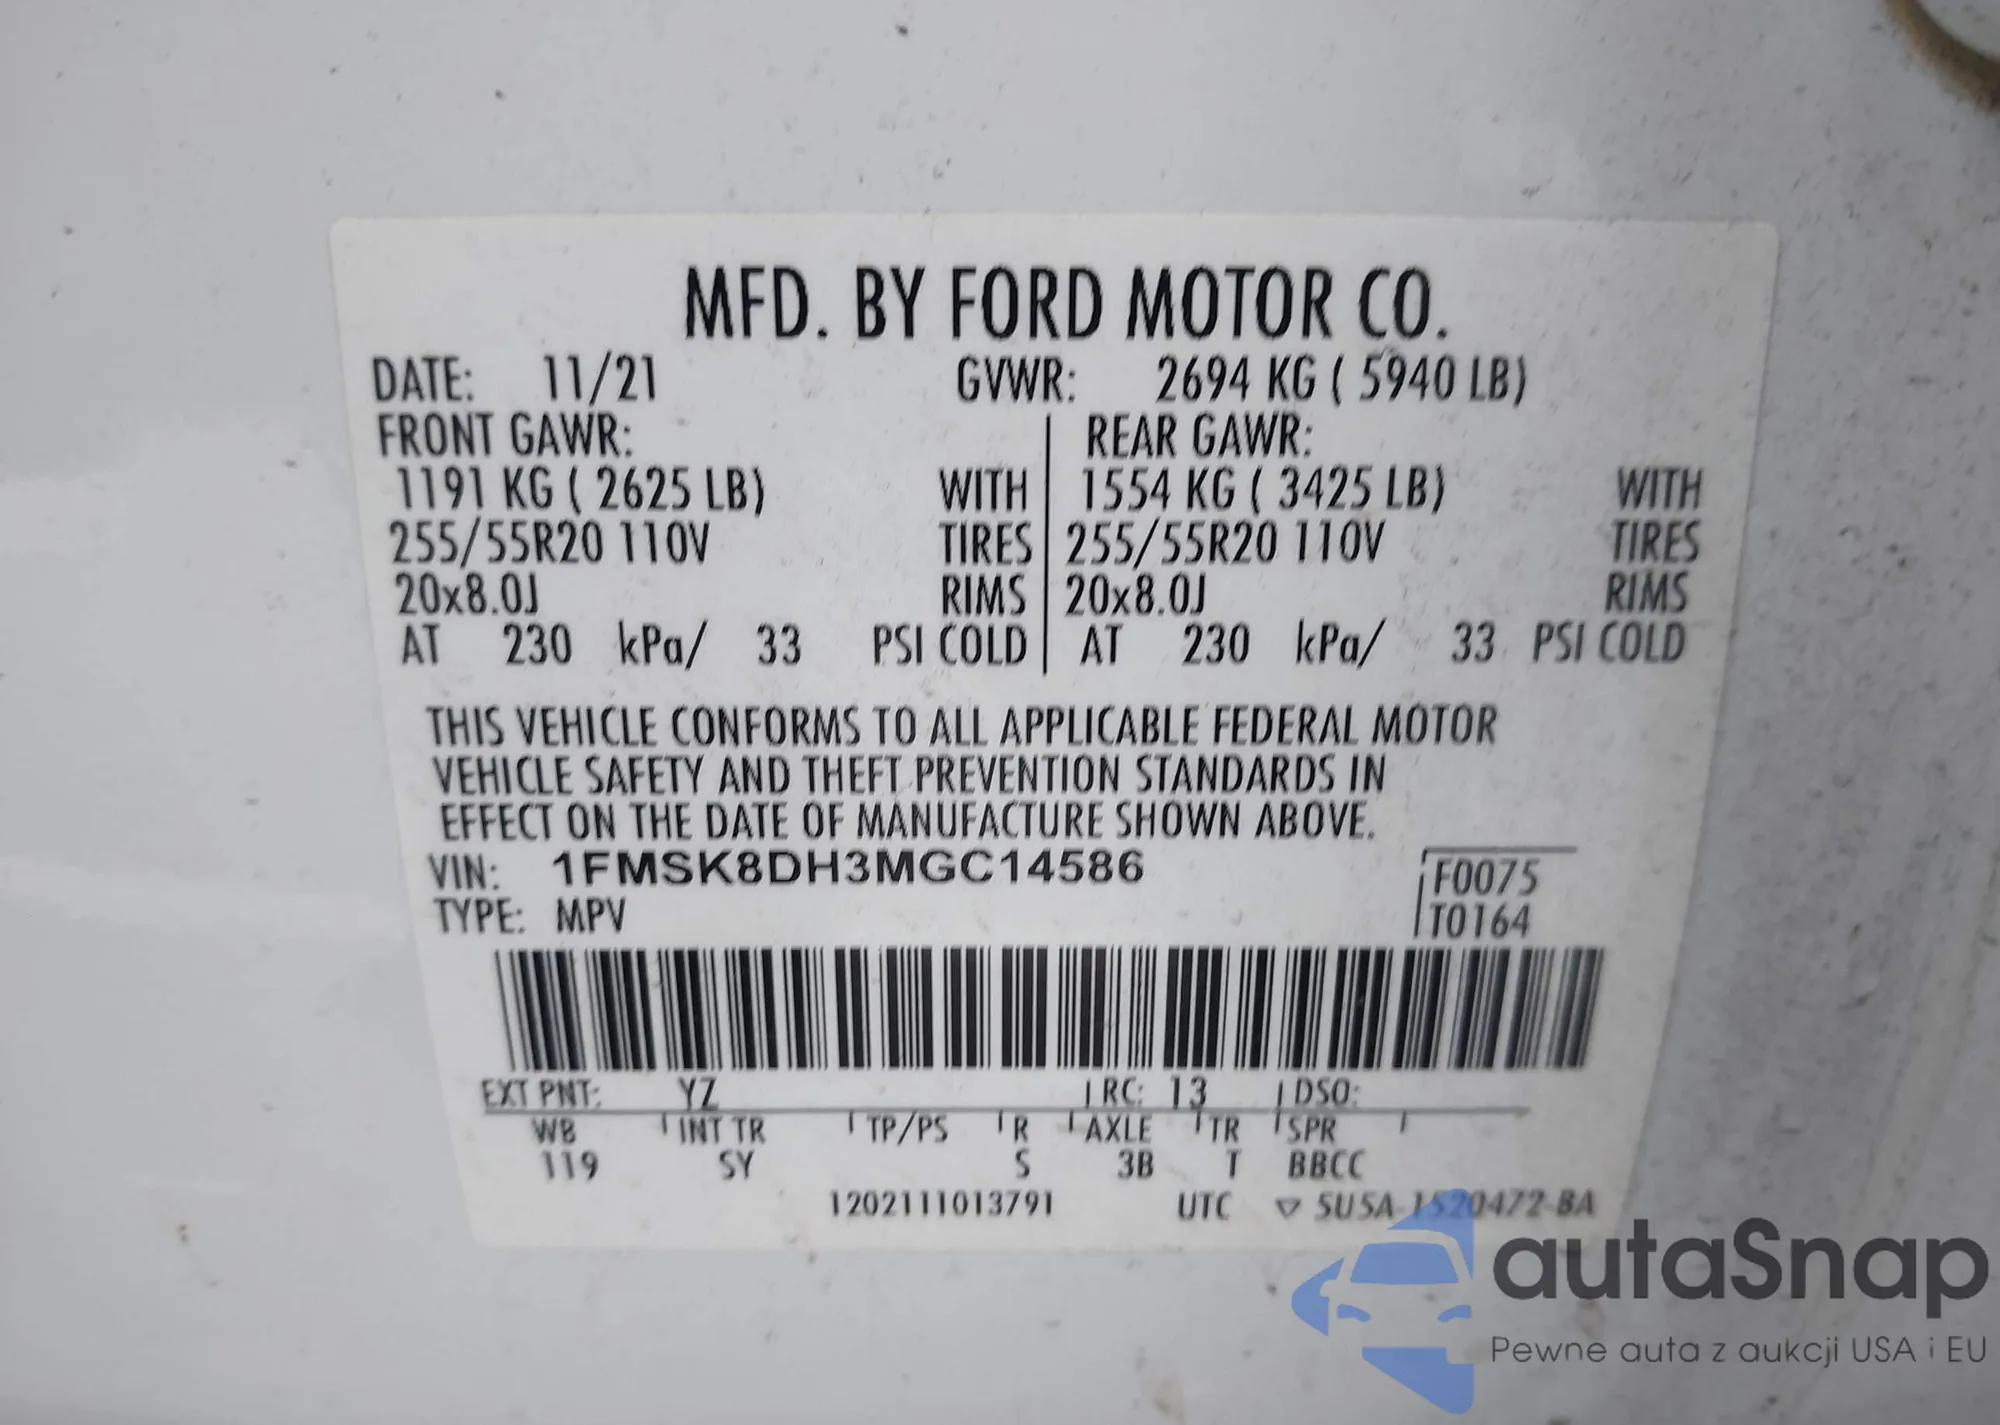 MFD. BY FORD MOTOR CO.
DATE: 11/21 GVWR: 2694 KG ( 5940 LB)
FRONT GAWR: REAR GAWR:
1191 KG ( 2625 LB) WITH 1554 KG ( 3425 LB) WITH
255/55R20 110V TIRES 255/55R20 110V TIRES
20x8.0J RIMS 20x8.0J RIMS
AT 230 kPa/ 33 PSI COLD AT 230 kPa/ 33 PSI COLD
THIS VEHICLE CONFORMS TO ALL APPLICABLE FEDERAL MOTOR
VEHICLE SAFETY AND THEFT PREVENTION STANDARDS IN
EFFECT ON THE DATE OF MANUFACTURE SHOWN ABOVE.
VIN: 1FMSK8DH3MGC14586 F0075
TYPE: MPV T0164
EXT PNT: YZ RC: 13 DSO:
WB INT TR TP/PS R AXLE TR SPR
119 SY S 3B T BBCC
1202111013791 UTC ▽ 5U5A-1520472-BA
autaSnap
Pewne auta z aukcji USA i EU